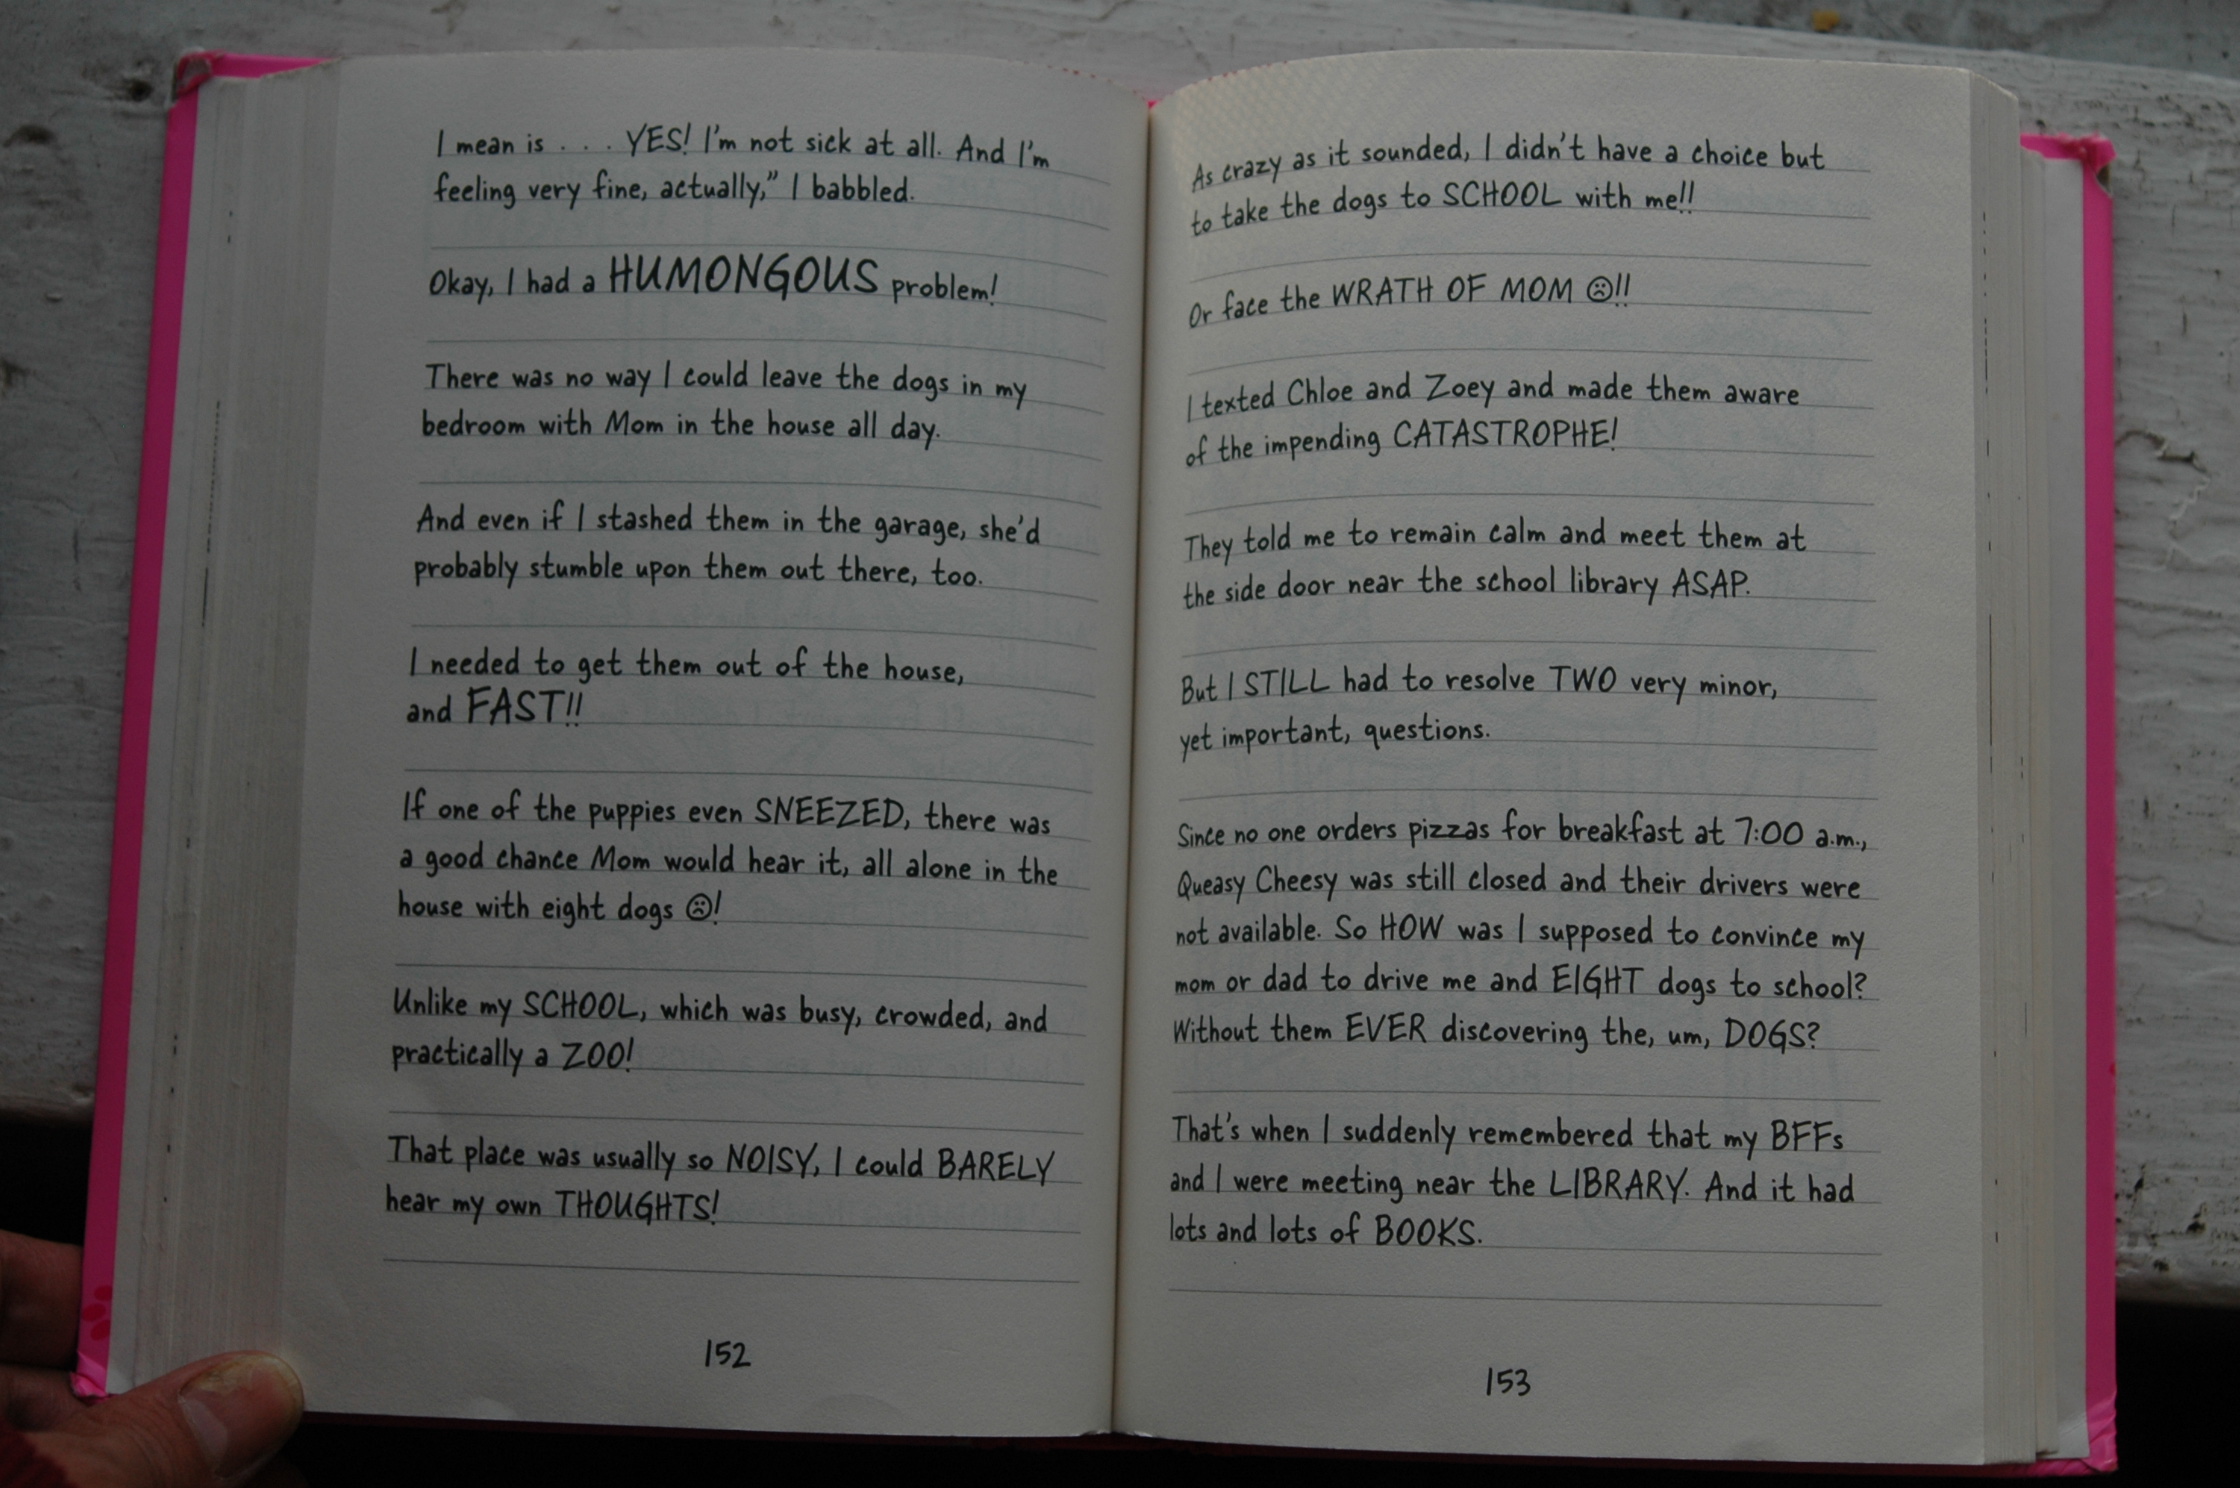 I mean is . . . YES! I'm not sick at all. And I'm
feeling very fine, actually,” I babbled.
Okay, I had a HUMONGOUS problem!
There was no way I could leave the dogs in my
bedroom with Mom in the house all day.
And even if I stashed them in the garage, she'd
probably stumble upon them out there, too.
I needed to get them out of the house,
and FAST!!
If one of the puppies even SNEEZED, there was
a good chance Mom would hear it, all alone in the
house with eight dogs ☹!
Unlike my SCHOOL, which was busy, crowded, and
practically a ZOO!
That place was usually so NOISY, I could BARELY
hear my own THOUGHTS!
152
As crazy as it sounded, I didn't have a choice but
to take the dogs to SCHOOL with me!!
Or face the WRATH OF MOM ☹!!
I texted Chloe and Zoey and made them aware
of the impending CATASTROPHE!
They told me to remain calm and meet them at
the side door near the school library ASAP.
But I STILL had to resolve TWO very minor,
yet important, questions.
Since no one orders pizzas for breakfast at 7:00 a.m.,
Queasy Cheesy was still closed and their drivers were
not available. So HOW was I supposed to convince my
mom or dad to drive me and EIGHT dogs to school?
Without them EVER discovering the, um, DOGS?
That's when I suddenly remembered that my BFFs
and I were meeting near the LIBRARY. And it had
lots and lots of BOOKS.
153